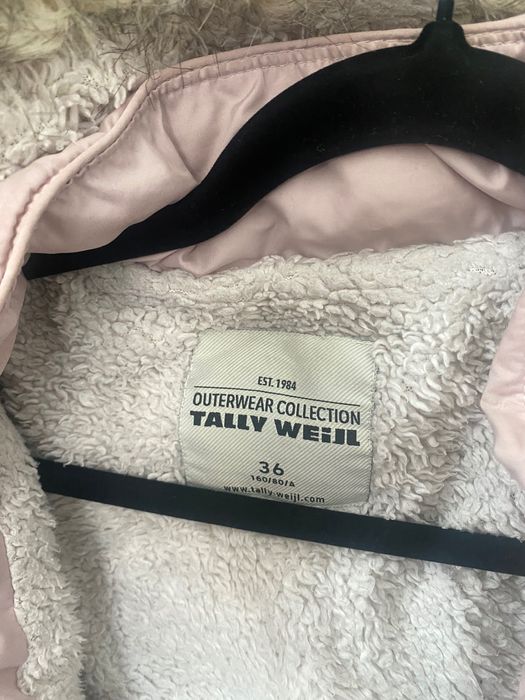 EST. 1984
OUTERWEAR COLLECTION
TALLY WEiJL
36
160/80/A
www.tally-weijl.com